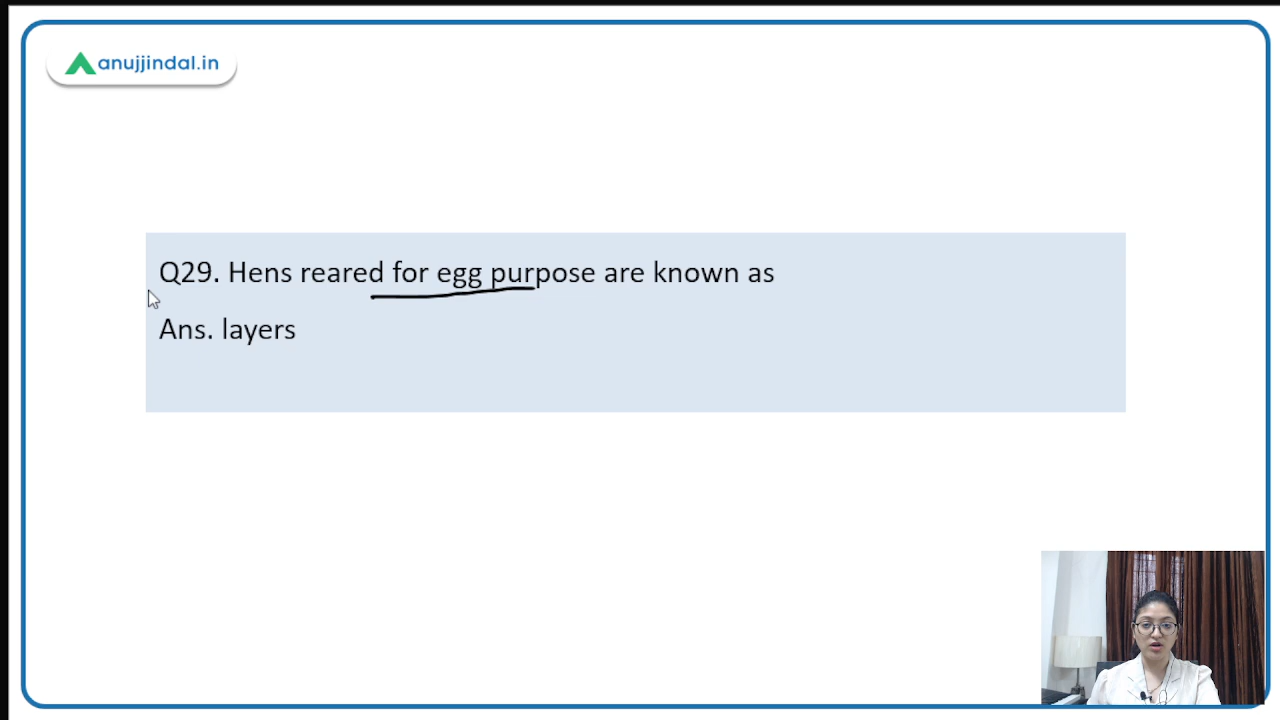 anujjindal.in
Q29. Hens reared for egg purpose are known as
Ans. layers